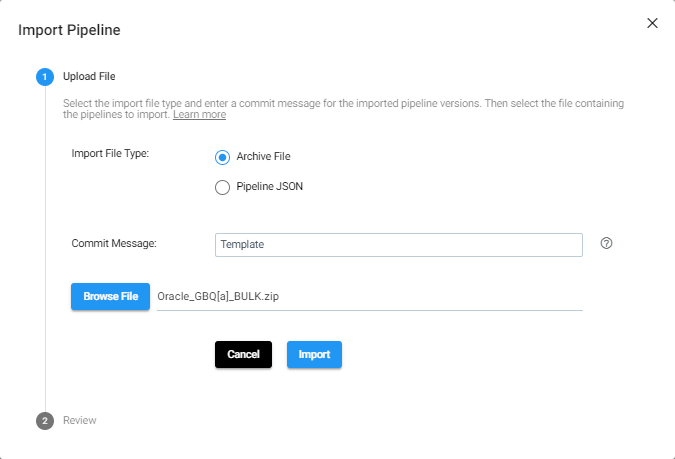 Import Pipeline
1 Upload File
Select the import file type and enter a commit message for the imported pipeline versions. Then select the file containing
the pipelines to import. Learn more
Import File Type:
Archive File
Pipeline JSON
Commit Message: Template ?
Browse File Oracle_GBQ[a]_BULK.zip
Cancel Import
2 Review